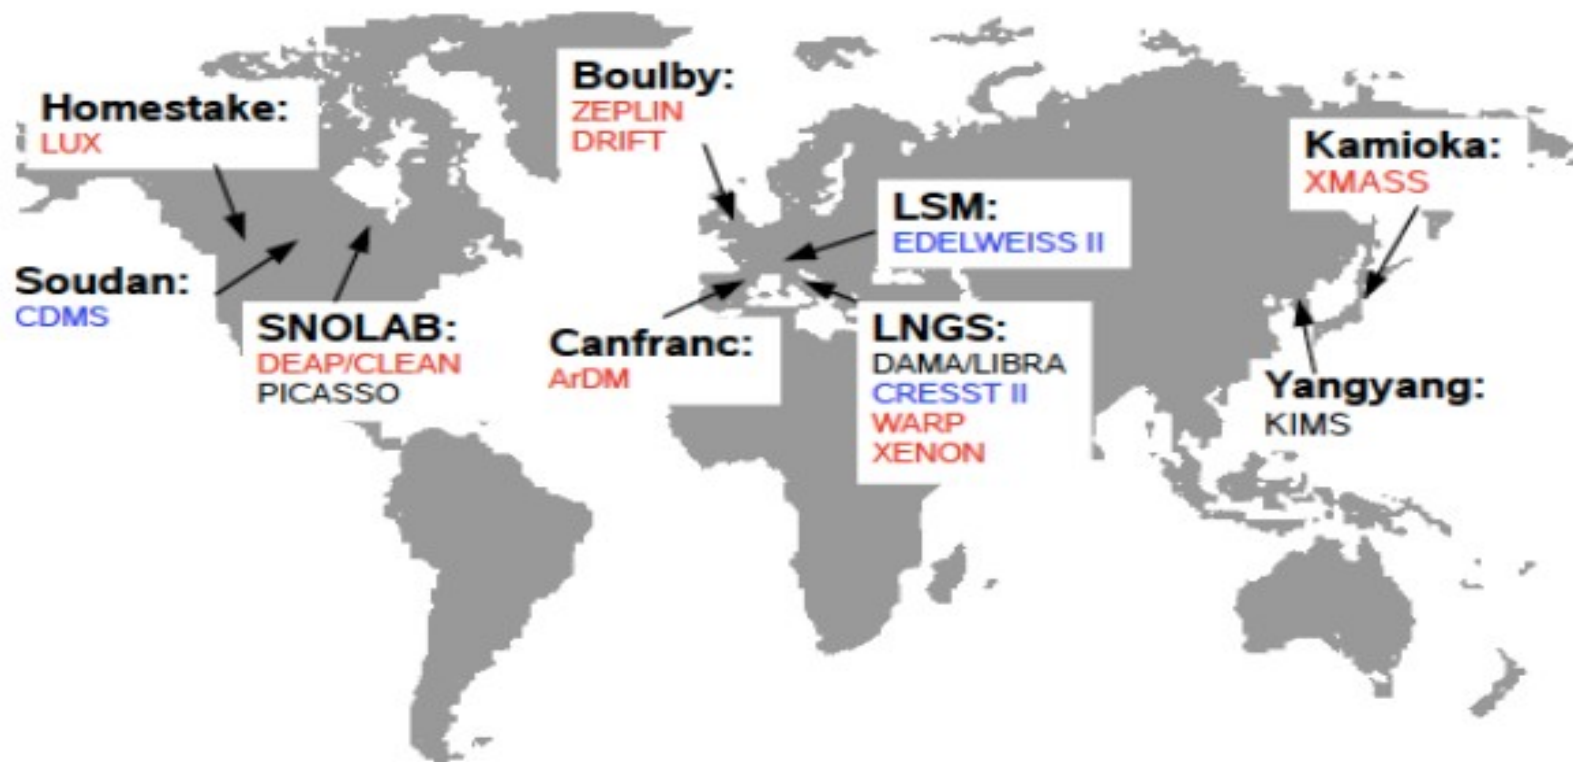 Homestake:
LUX
Soudan:
CDMS
SNOLAB:
DEAP/CLEAN
PICASSO
Boulby:
ZEPLIN
DRIFT
Canfranc:
ArDM
LSM:
EDELWEISS II
LNGS:
DAMA/LIBRA
CRESST II
WARP
XENON
Kamioka:
XMASS
Yangyang:
KIMS